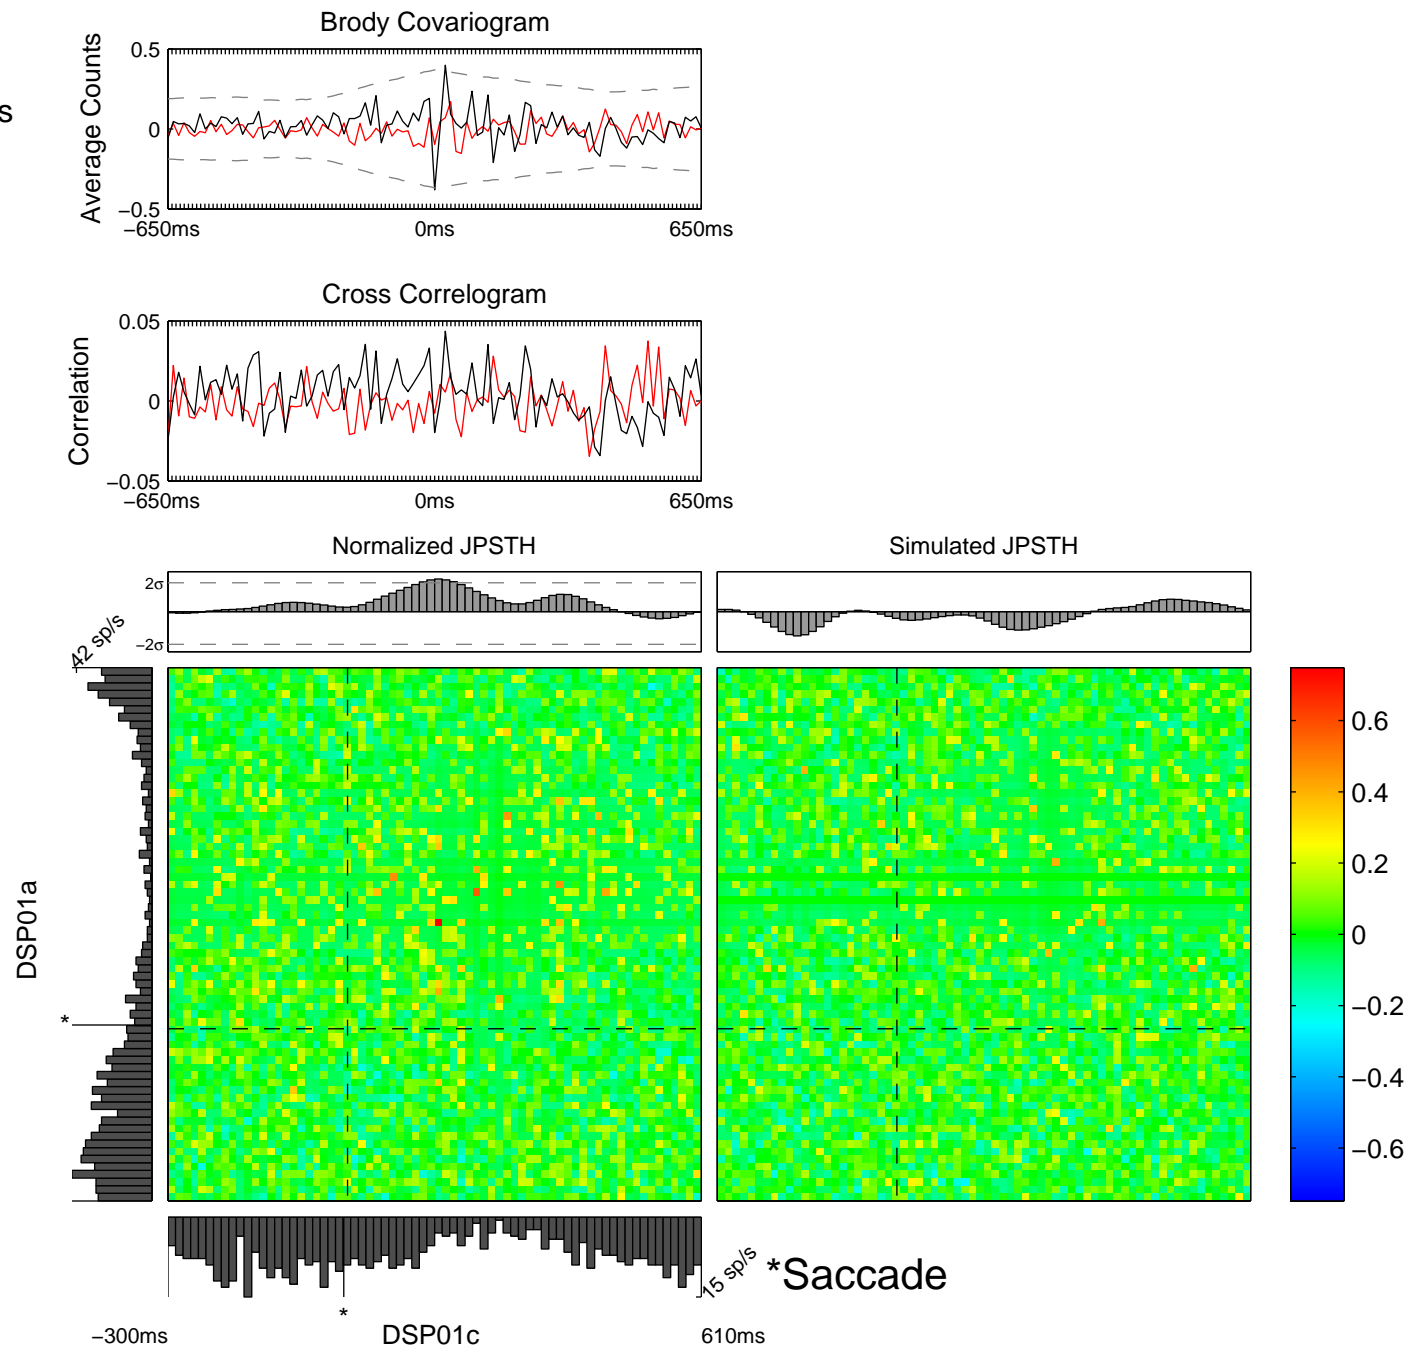 Brody Covariogram
s
Average Counts
0.5
0
−0.5
−650ms
0ms
650ms
Cross Correlogram
Correlation
0.05
0
−0.05
−650ms
0ms
650ms
Normalized JPSTH
Simulated JPSTH
2σ
−2σ
42 sp/s
DSP01a
*
0.6
0.4
0.2
0
−0.2
−0.4
−0.6
15 sp/s
*Saccade
*
−300ms
DSP01c
610ms